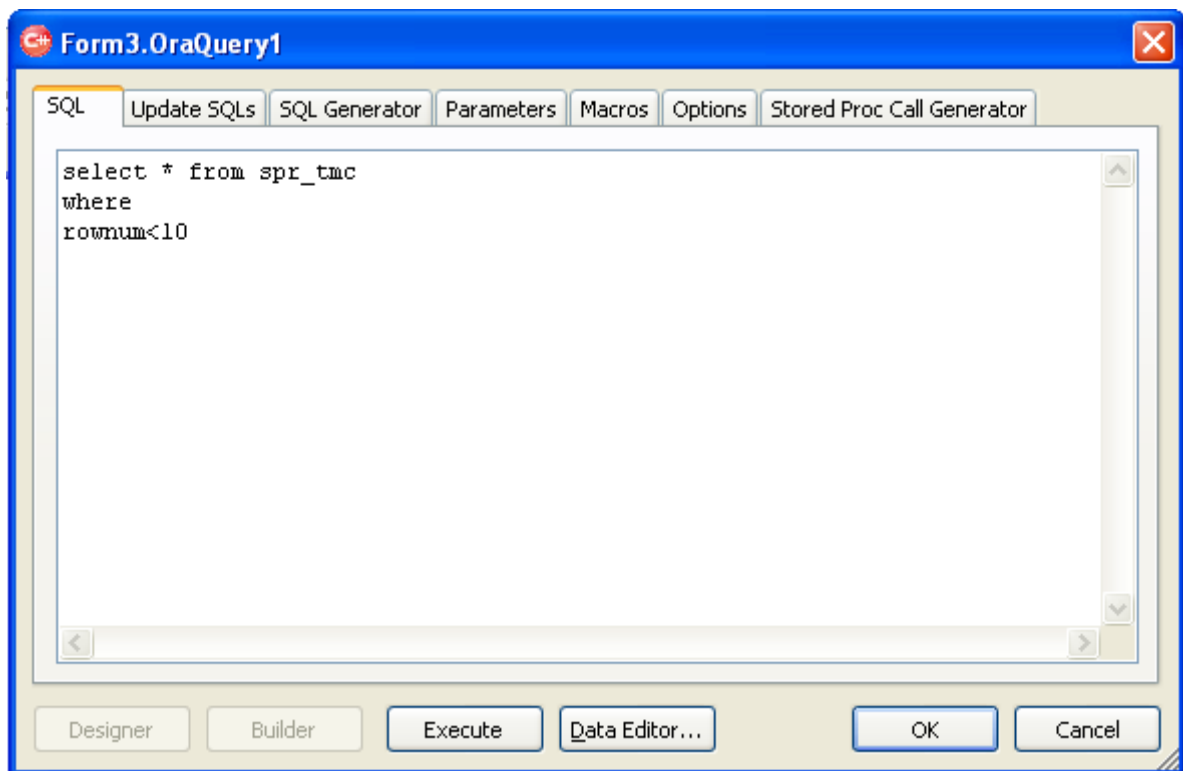 C++ Form3.OraQuery1
SQL
Update SQLs
SQL Generator
Parameters
Macros
Options
Stored Proc Call Generator
select * from spr_tmc
where
rownum<10
Designer
Builder
Execute
Data Editor...
OK
Cancel